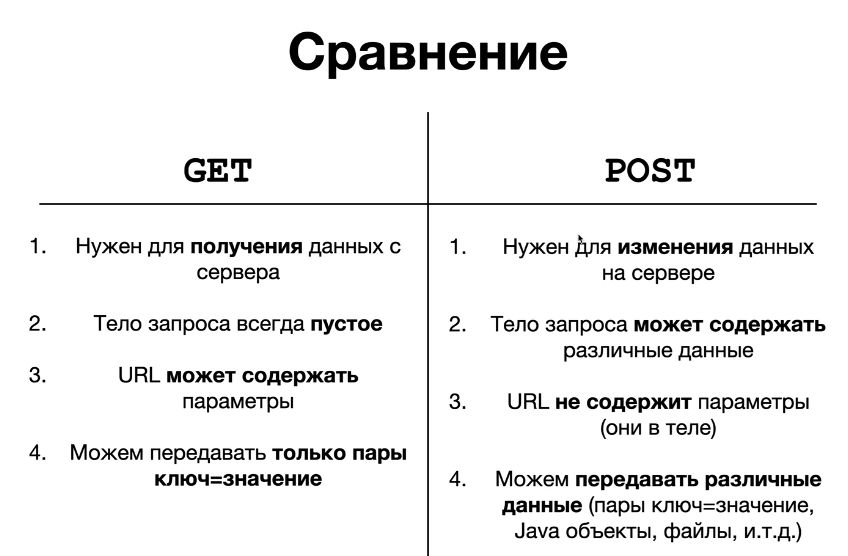 Сравнение
GET
1. Нужен для получения данных с
сервера
2. Тело запроса всегда пустое
3. URL может содержать
параметры
4. Можем передавать только пары
ключ=значение
POST
1. Нужен для изменения данных
на сервере
2. Тело запроса может содержать
различные данные
3. URL не содержит параметры
(они в теле)
4. Можем передавать различные
данные (пары ключ=значение,
Java объекты, файлы, и.т.д.)